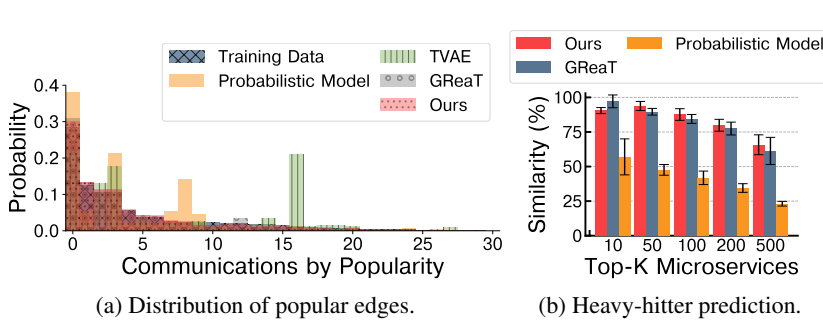 Training Data
Probabilistic Model
TVAE
GReaT
Ours
Probability
0.4
0.3
0.2
0.1
0.0
0 5 10 15 20 25 30
Communications by Popularity
(a) Distribution of popular edges.
Ours
GReaT
Probabilistic Model
Similarity (%)
100
75
50
25
0
10 50 100 200 500
Top-K Microservices
(b) Heavy-hitter prediction.